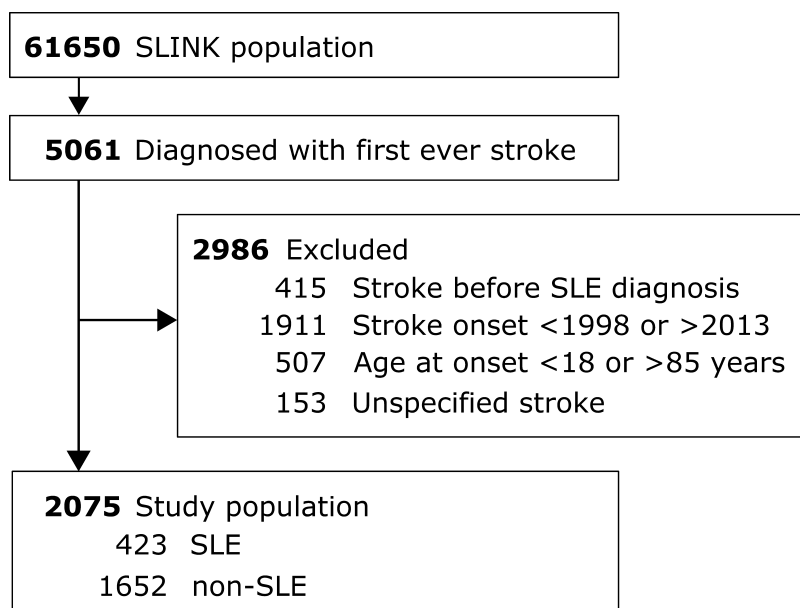 61650 SLINK population
5061 Diagnosed with first ever stroke
2986 Excluded
415 Stroke before SLE diagnosis
1911 Stroke onset <1998 or >2013
507 Age at onset <18 or >85 years
153 Unspecified stroke
2075 Study population
423 SLE
1652 non-SLE